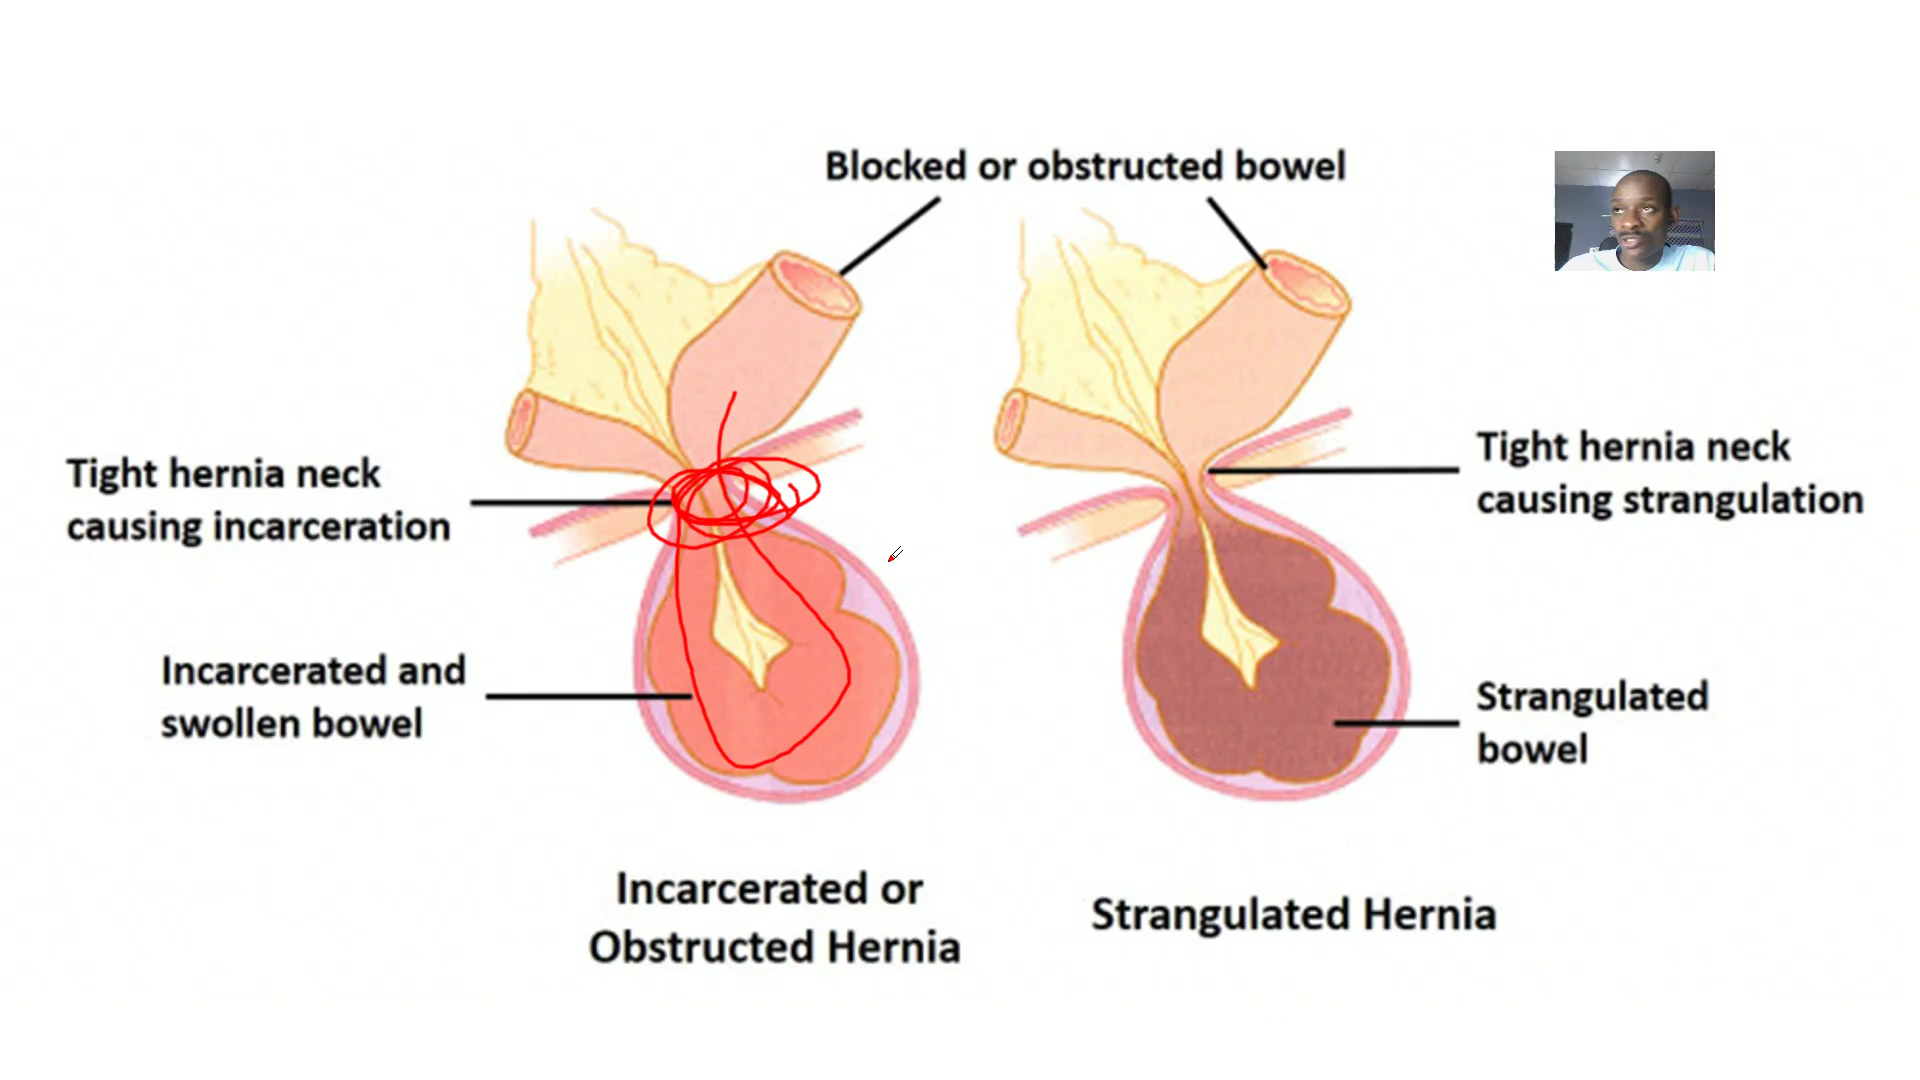 Blocked or obstructed bowel
Tight hernia neck
causing incarceration
Tight hernia neck
causing strangulation
Incarcerated and
swollen bowel
Strangulated
bowel
Incarcerated or
Obstructed Hernia
Strangulated Hernia